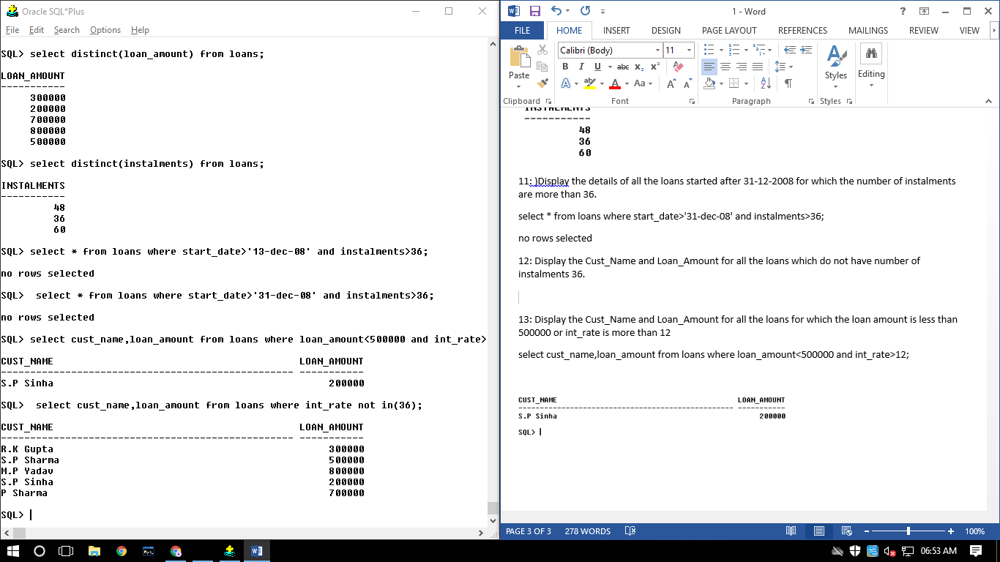 Oracle SQL*Plus
File Edit Search Options Help
SQL> select distinct(loan_amount) from loans;
LOAN_AMOUNT
-----------
300000
200000
700000
800000
500000
SQL> select distinct(instalments) from loans;
INSTALMENTS
-----------
48
36
60
SQL> select * from loans where start_date>'13-dec-08' and instalments>36;
no rows selected
SQL>  select * from loans where start_date>'31-dec-08' and instalments>36;
no rows selected
SQL> select cust_name,loan_amount from loans where loan_amount<500000 and int_rate>
CUST_NAME LOAN_AMOUNT
-------------------------------------------------- -----------
S.P Sinha 200000
SQL>  select cust_name,loan_amount from loans where int_rate not in(36);
CUST_NAME LOAN_AMOUNT
-------------------------------------------------- -----------
R.K Gupta 300000
S.P Sharma 500000
M.P Yadav 800000
S.P Sinha 200000
P Sharma 700000
SQL>
1 - Word
FILE HOME INSERT DESIGN PAGE LAYOUT REFERENCES MAILINGS REVIEW VIEW
Calibri (Body) 11
Paste
B I U abc x2 x2
A ab A Aa A A
Styles
Editing
Clipboard Font Paragraph Styles
INSTALMENTS
-----------
48
36
60
11: )Display the details of all the loans started after 31-12-2008 for which the number of instalments
are more than 36.
select * from loans where start_date>'31-dec-08' and instalments>36;
no rows selected
12: Display the Cust_Name and Loan_Amount for all the loans which do not have number of
instalments 36.
13: Display the Cust_Name and Loan_Amount for all the loans for which the loan amount is less than
500000 or int_rate is more than 12
select cust_name,loan_amount from loans where loan_amount<500000 and int_rate>12;
CUST_NAME LOAN_AMOUNT
-------------------------------------------------- -----------
S.P Sinha 200000
SQL>
PAGE 3 OF 3 278 WORDS 100%
06:53 AM